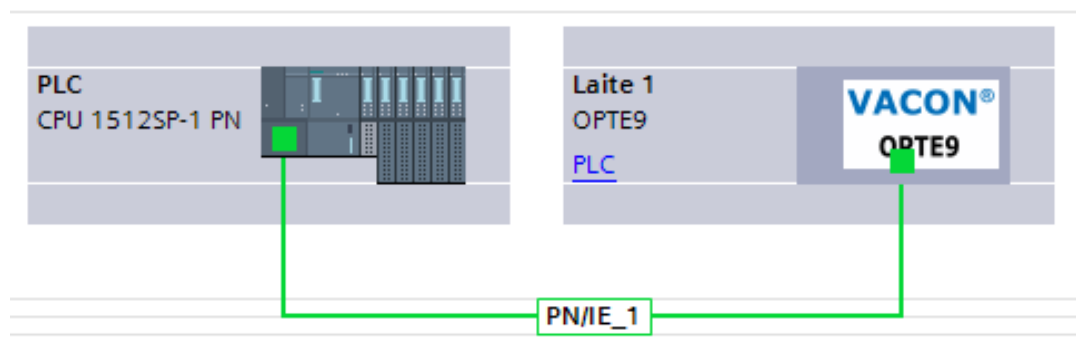 PLC
CPU 1512SP-1 PN
Laite 1
OPTE9
PLC
VACON®
OPTE9
PN/IE_1